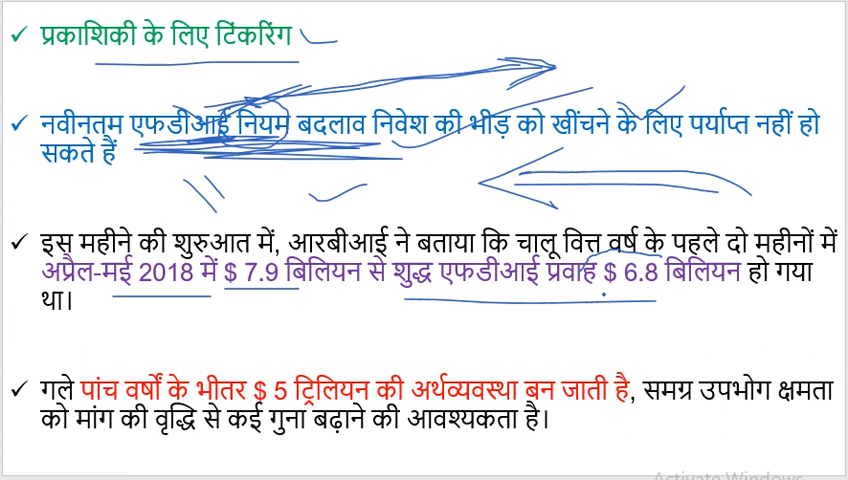 प्रकाशिकी के लिए टिंकरिंग
नवीनतम एफडीआई नियम बदलाव निवेश की भीड़ को खींचने के लिए पर्याप्त नहीं हो
सकते हैं
इस महीने की शुरुआत में, आरबीआई ने बताया कि चालू वित्त वर्ष के पहले दो महीनों में
अप्रैल-मई 2018 में $ 7.9 बिलियन से शुद्ध एफडीआई प्रवाह $ 6.8 बिलियन हो गया
था।
गले पांच वर्षों के भीतर $ 5 ट्रिलियन की अर्थव्यवस्था बन जाती है, समग्र उपभोग क्षमता
को मांग की वृद्धि से कई गुना बढ़ाने की आवश्यकता है।
Activate Windows